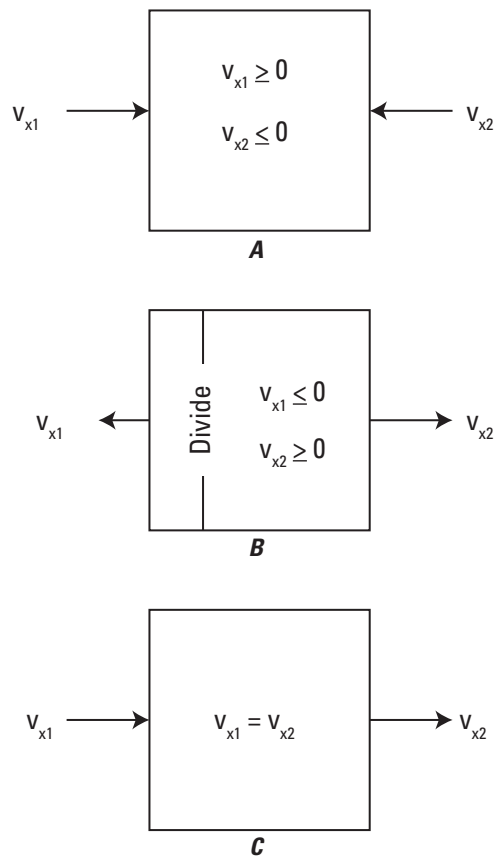 v_x1 ≥ 0
v_x1
v_x2
v_x2 ≤ 0
A
Divide
v_x1 ≤ 0
v_x1
v_x2
v_x2 ≥ 0
B
v_x1
v_x1 = v_x2
v_x2
C